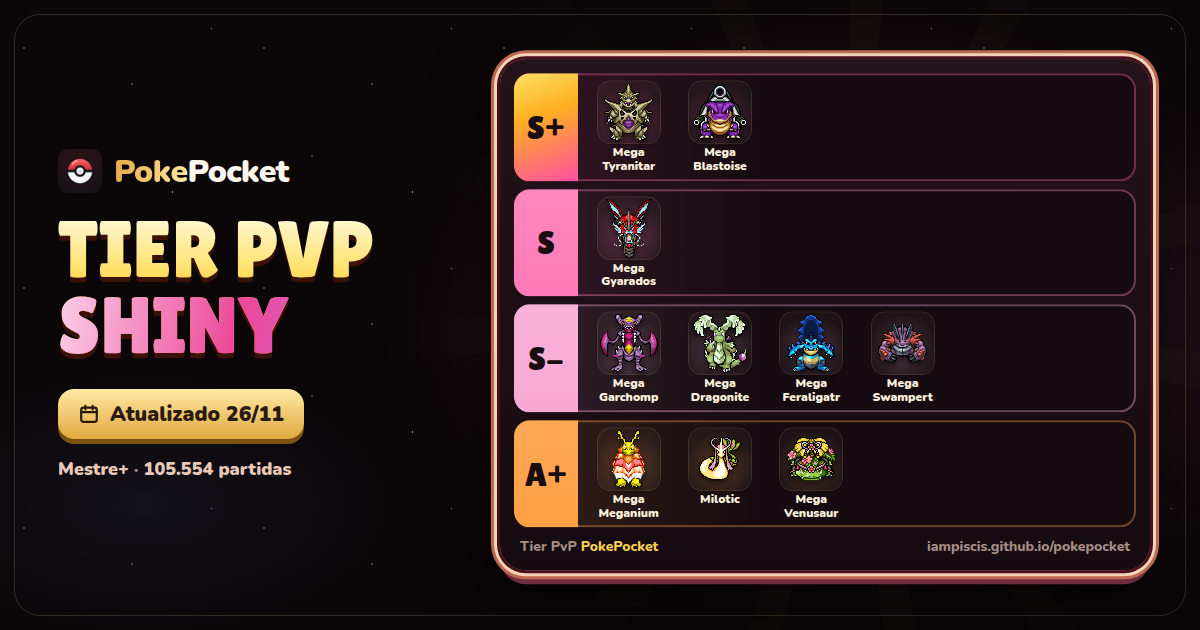 PokePocket
TIER PVP
SHINY
Atualizado 26/11
Mestre+ · 105.554 partidas
S+
Mega
Tyranitar
Mega
Blastoise
S
Mega
Gyarados
S–
Mega
Garchomp
Mega
Dragonite
Mega
Feraligatr
Mega
Swampert
A+
Mega
Meganium
Milotic
Mega
Venusaur
Tier PvP PokePocket
iampiscis.github.io/pokepocket